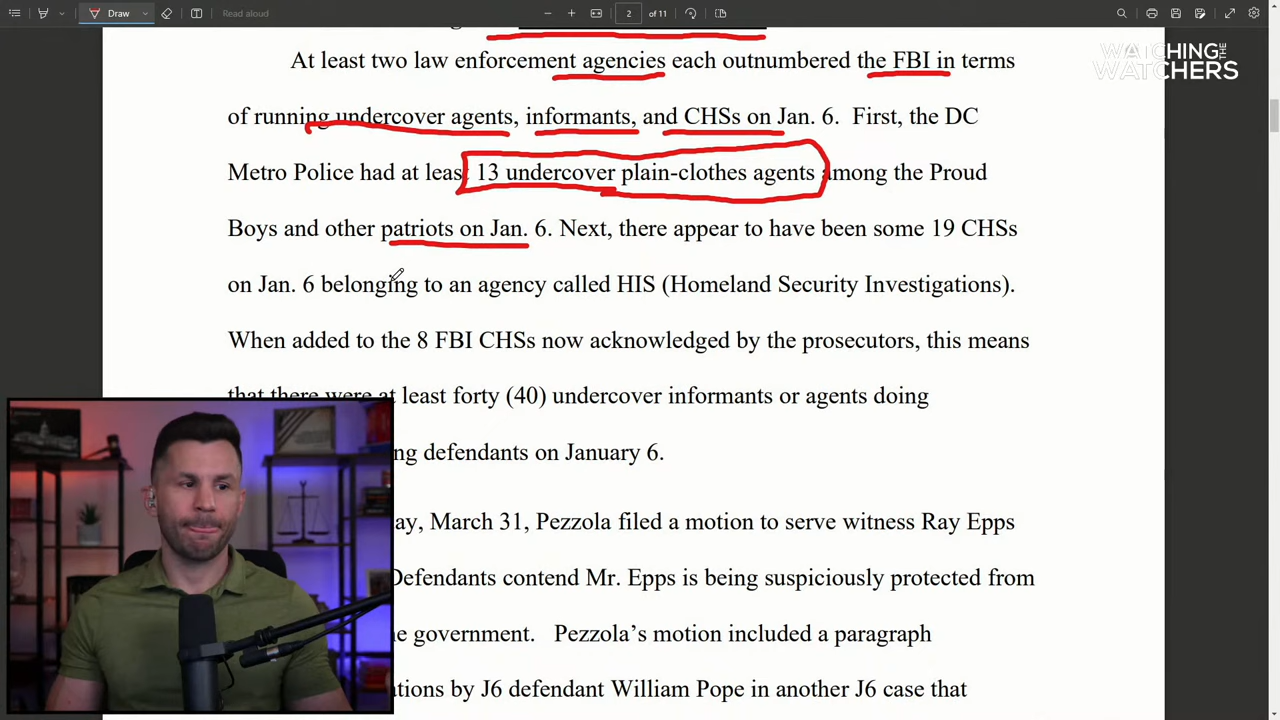 Draw
Read aloud
2 of 11
WATCHING THE WATCHERS
At least two law enforcement agencies each outnumbered the FBI in terms
of running undercover agents, informants, and CHSs on Jan. 6. First, the DC
Metro Police had at least 13 undercover plain-clothes agents among the Proud
Boys and other patriots on Jan. 6. Next, there appear to have been some 19 CHSs
on Jan. 6 belonging to an agency called HIS (Homeland Security Investigations).
When added to the 8 FBI CHSs now acknowledged by the prosecutors, this means
that there were at least forty (40) undercover informants or agents doing
defendants on January 6.
March 31, Pezzola filed a motion to serve witness Ray Epps
Defendants contend Mr. Epps is being suspiciously protected from
government. Pezzola’s motion included a paragraph
by J6 defendant William Pope in another J6 case that